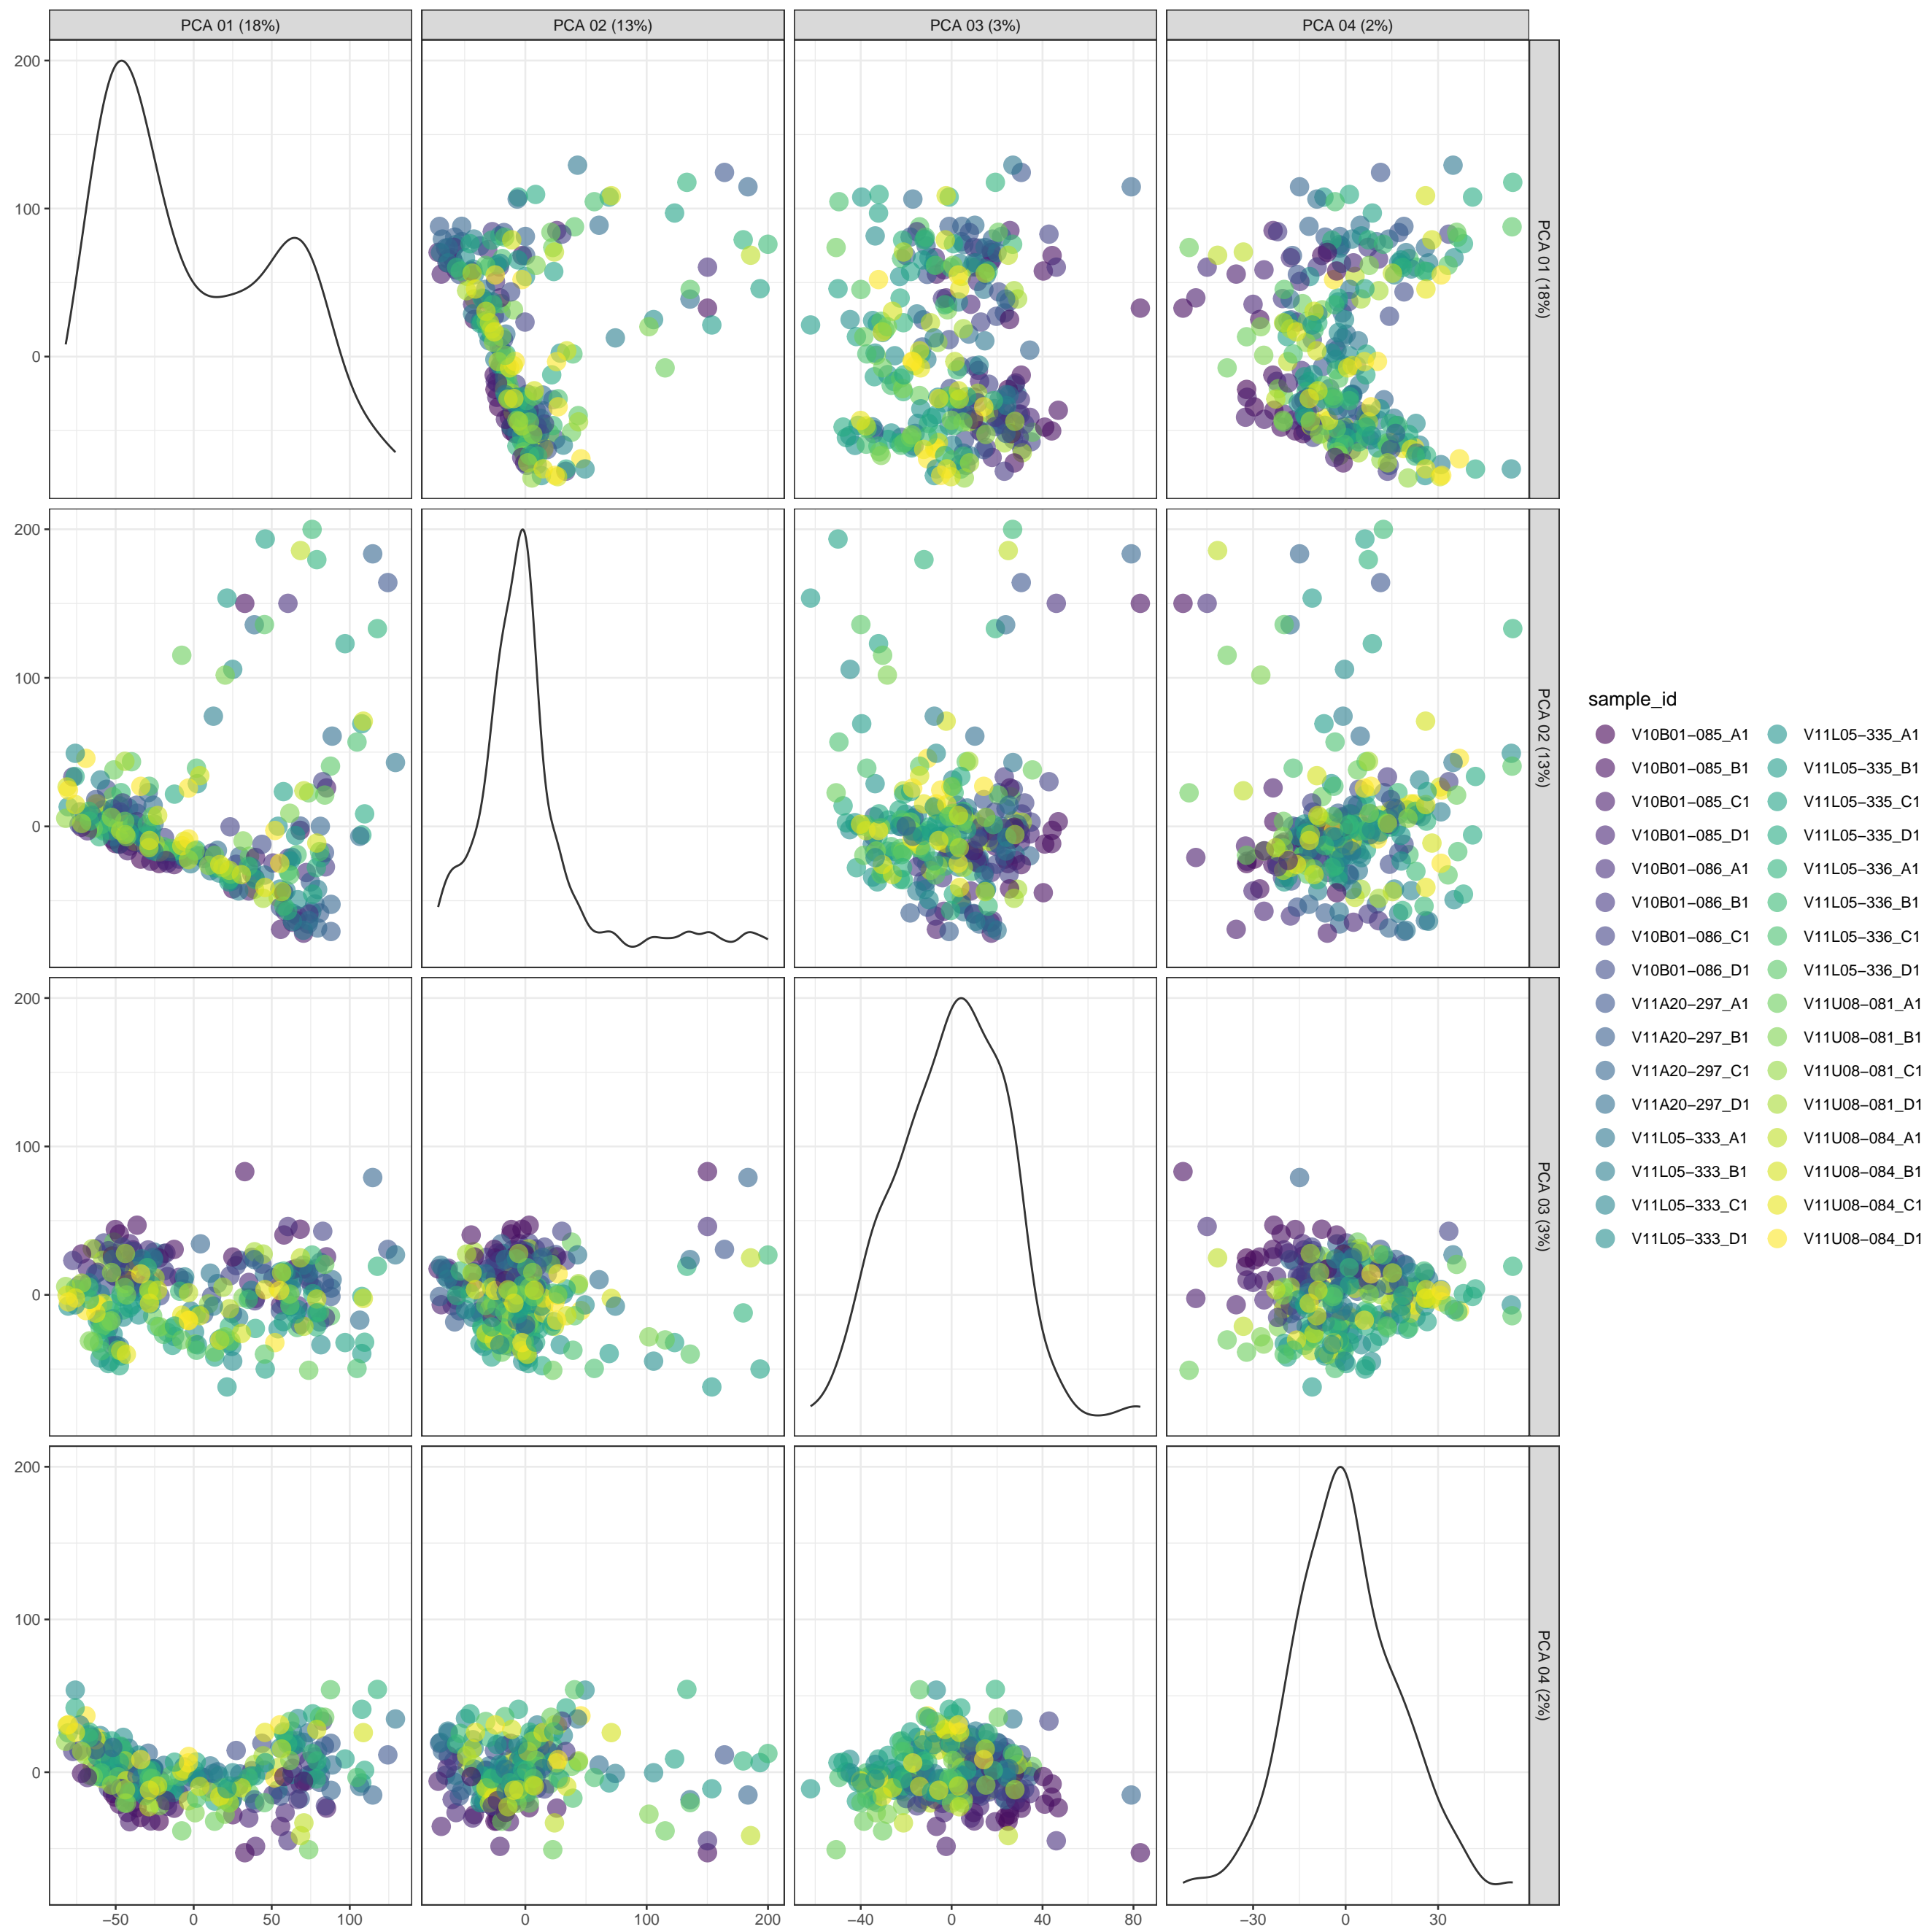 PCA 01 (18%)
PCA 02 (13%)
PCA 03 (3%)
PCA 04 (2%)
200
100
0
PCA 01 (18%)
200
100
0
PCA 02 (13%)
200
100
0
PCA 03 (3%)
200
100
0
PCA 04 (2%)
−50 0 50 100
0 100 200
−40 0 40 80
−30 0 30
sample_id
V10B01−085_A1
V10B01−085_B1
V10B01−085_C1
V10B01−085_D1
V10B01−086_A1
V10B01−086_B1
V10B01−086_C1
V10B01−086_D1
V11A20−297_A1
V11A20−297_B1
V11A20−297_C1
V11A20−297_D1
V11L05−333_A1
V11L05−333_B1
V11L05−333_C1
V11L05−333_D1
V11L05−335_A1
V11L05−335_B1
V11L05−335_C1
V11L05−335_D1
V11L05−336_A1
V11L05−336_B1
V11L05−336_C1
V11L05−336_D1
V11U08−081_A1
V11U08−081_B1
V11U08−081_C1
V11U08−081_D1
V11U08−084_A1
V11U08−084_B1
V11U08−084_C1
V11U08−084_D1